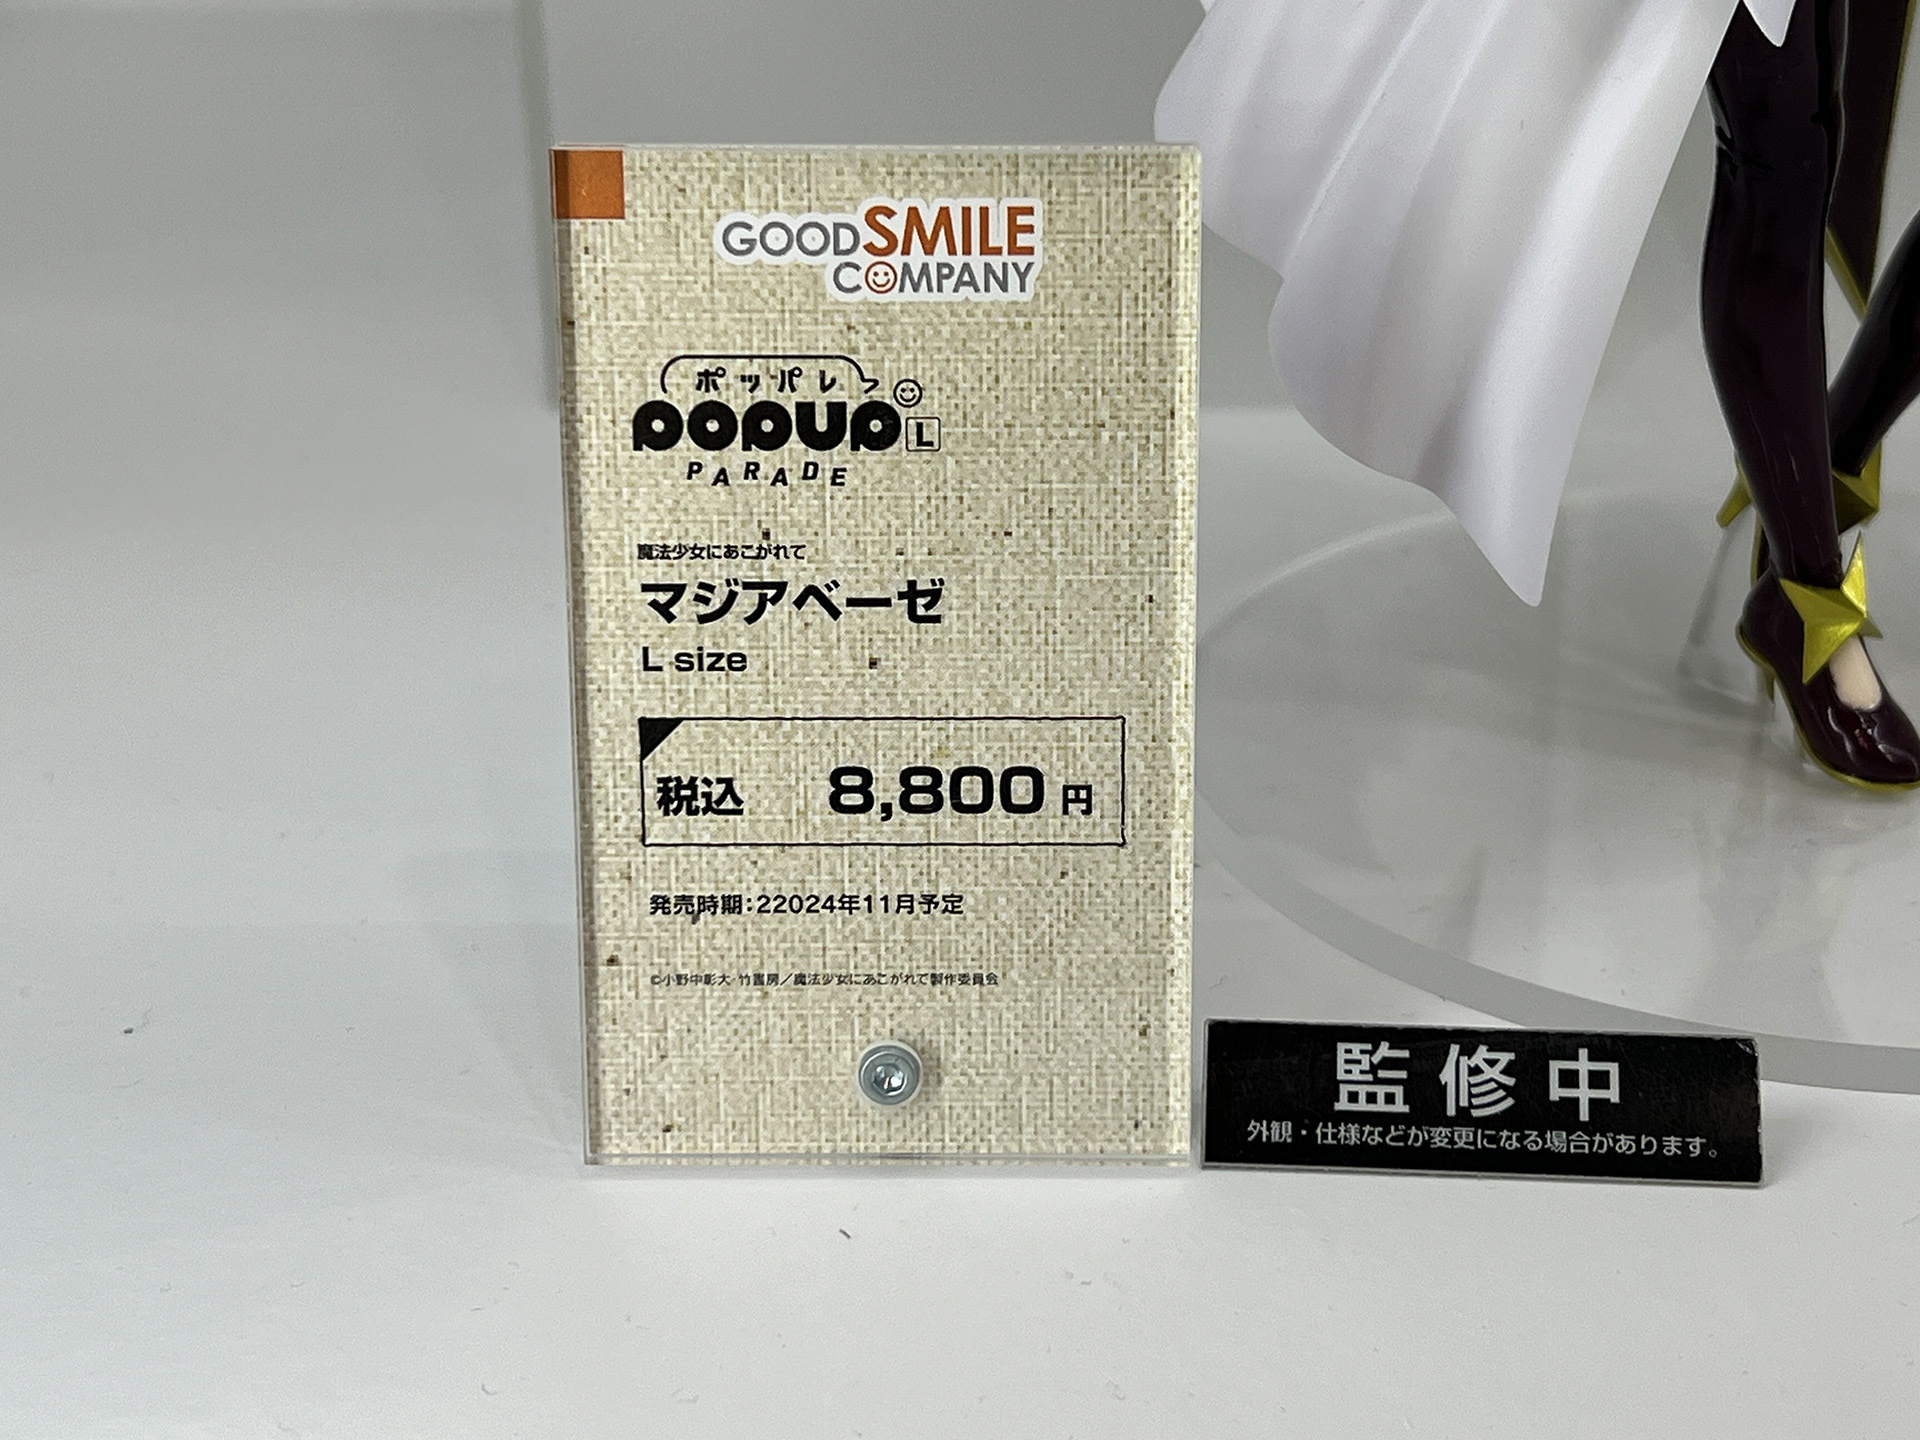 GOOD SMILE
COMPANY
ポッパレ
POPUP L
PARADE
魔法少女にあこがれて
マジアベーゼ
L size
税込 8,800 円
発売時期:22024年11月予定
©小野中彰大・竹書房/魔法少女にあこがれて製作委員会
監修中
外観・仕様などが変更になる場合があります。